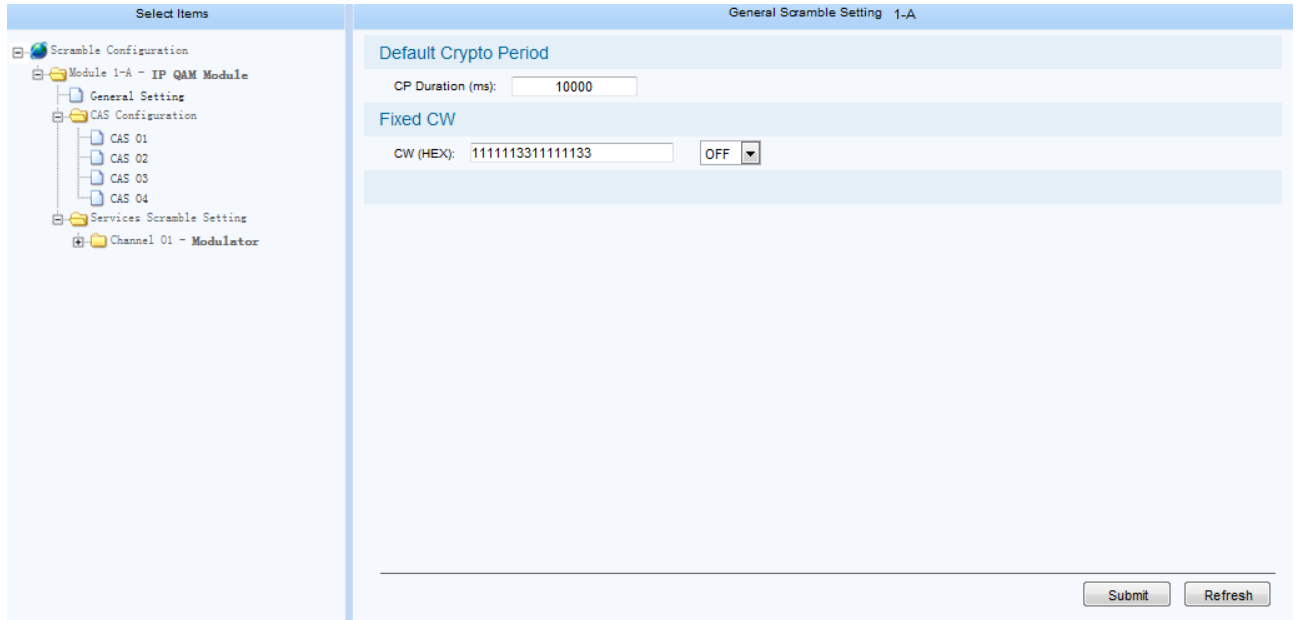 Select Items
Scramble Configuration
Module 1-A - IP QAM Module
General Setting
CAS Configuration
CAS 01
CAS 02
CAS 03
CAS 04
Services Scramble Setting
Channel 01 - Modulator
General Scramble Setting 1-A
Default Crypto Period
CP Duration (ms): 10000
Fixed CW
CW (HEX): 1111113311111133 OFF
Submit Refresh